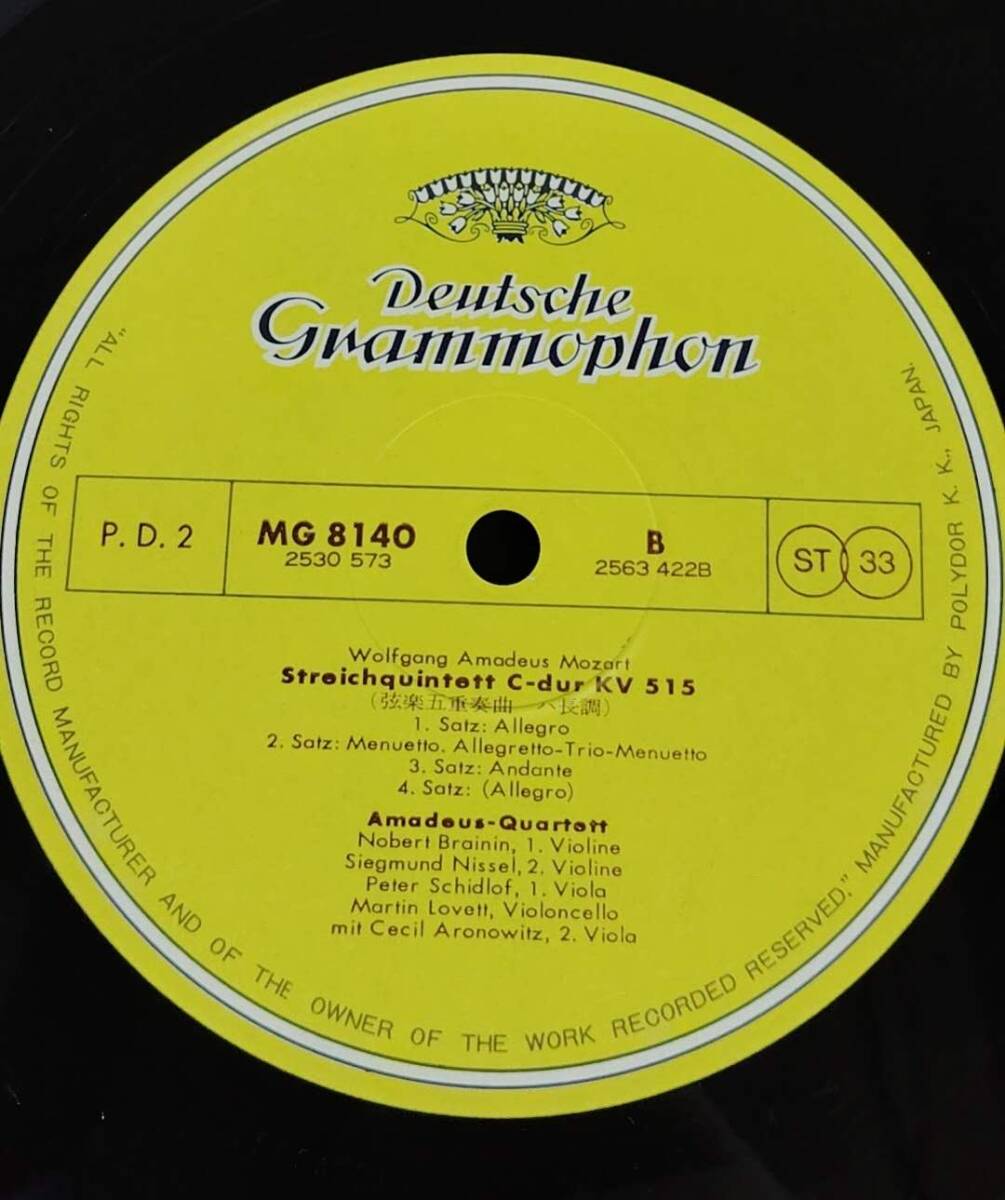 Deutsche
Grammophon
P. D. 2
MG 8140
2530 573
B
2563 422B
ST 33
Wolfgang Amadeus Mozart
Streichquintett C-dur KV 515
(弦楽五重奏曲 ハ長調)
1. Satz: Allegro
2. Satz: Menuetto. Allegretto-Trio-Menuetto
3. Satz: Andante
4. Satz: (Allegro)
Amadeus-Quartett
Nobert Brainin, 1. Violine
Siegmund Nissel, 2. Violine
Peter Schidlof, 1. Viola
Martin Lovett, Violoncello
mit Cecil Aronowitz, 2. Viola
"ALL RIGHTS OF THE RECORD MANUFACTURER AND OF THE OWNER OF THE WORK RECORDED RESERVED." MANUFACTURED BY POLYDOR K. K., JAPAN.